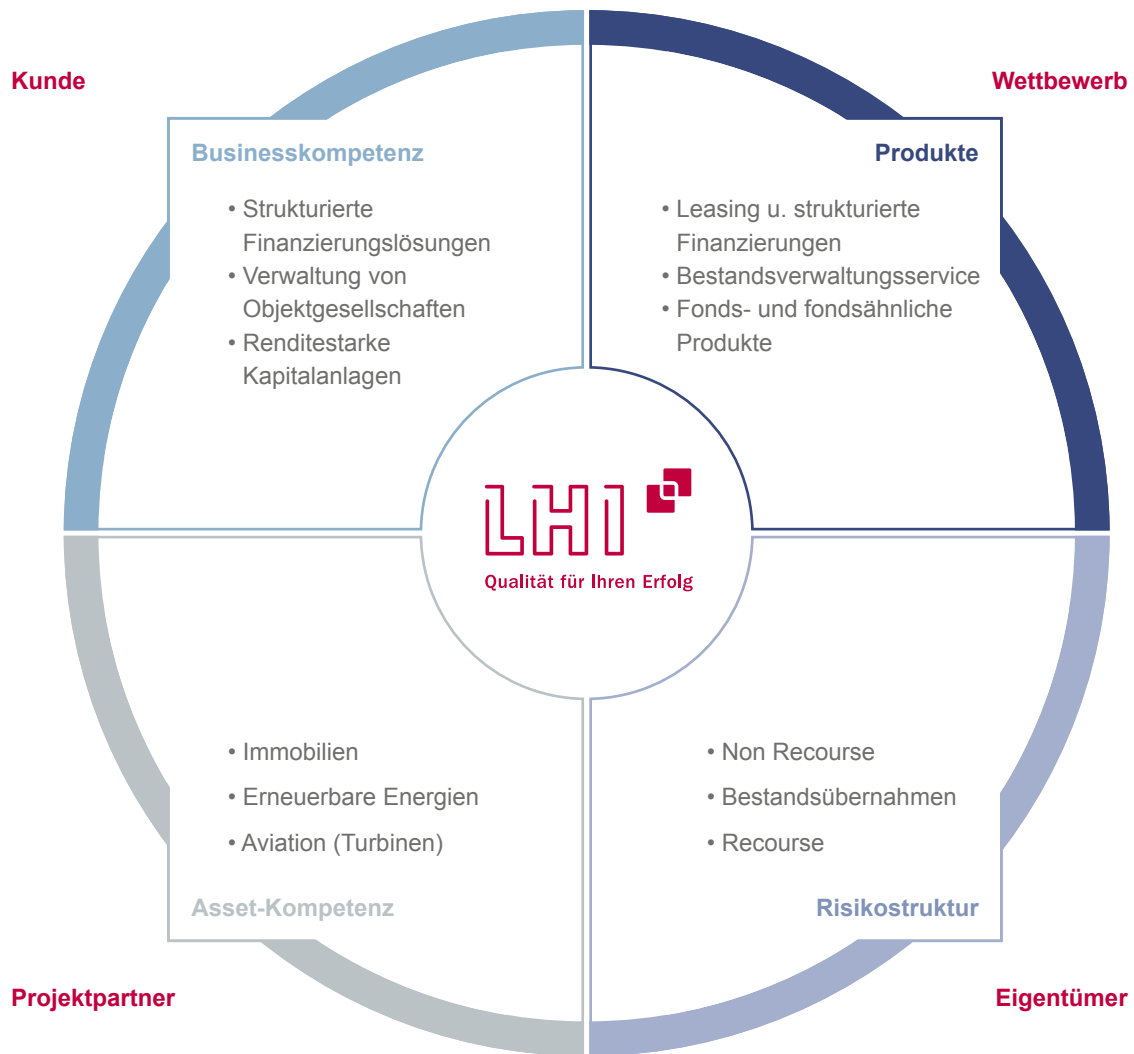 Kunde
Wettbewerb
Businesskompetenz
• Strukturierte
Finanzierungslösungen
• Verwaltung von
Objektgesellschaften
• Renditestarke
Kapitalanlagen
Produkte
• Leasing u. strukturierte
Finanzierungen
• Bestandsverwaltungsservice
• Fonds- und fondsähnliche
Produkte
LHI
Qualität für Ihren Erfolg
• Immobilien
• Erneuerbare Energien
• Aviation (Turbinen)
Asset-Kompetenz
• Non Recourse
• Bestandsübernahmen
• Recourse
Risikostruktur
Projektpartner
Eigentümer